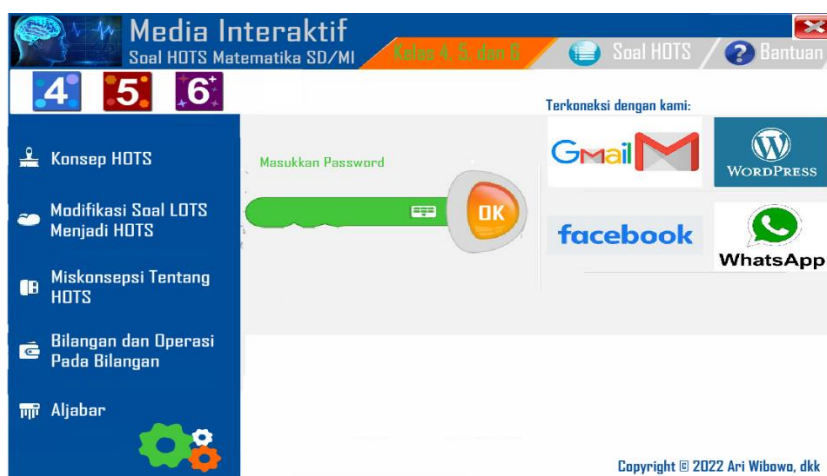 Media Interaktif
Soal HOTS Matematika SD/MI
Kelas 4, 5, dan 6
Soal HOTS
Bantuan
4
5
6
Terkoneksi dengan kami:
Konsep HOTS
Modifikasi Soal LOTS
Menjadi HOTS
Miskonsepsi Tentang
HOTS
Bilangan dan Operasi
Pada Bilangan
Aljabar
Masukkan Password
OK
Gmail
WORDPRESS
facebook
WhatsApp
Copyright © 2022 Ari Wibowo, dkk